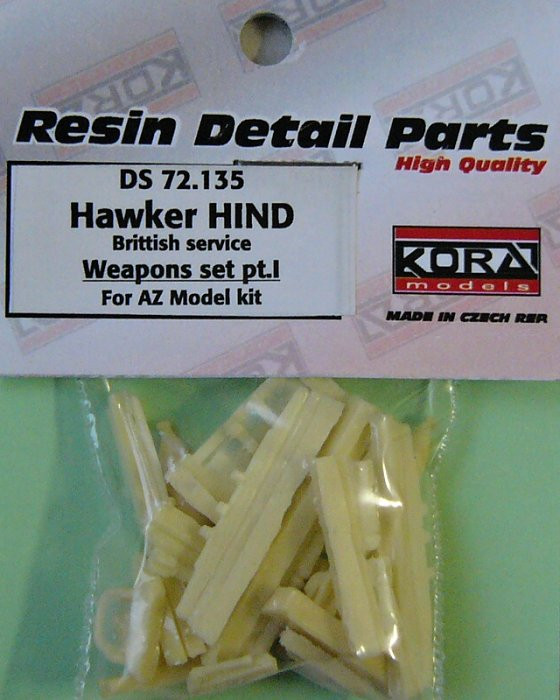 Resin Detail Parts
High Quality
DS 72.135
Hawker HIND
Brittish service
Weapons set pt.I
For AZ Model kit
KORA
models
MADE IN CZECH REP.